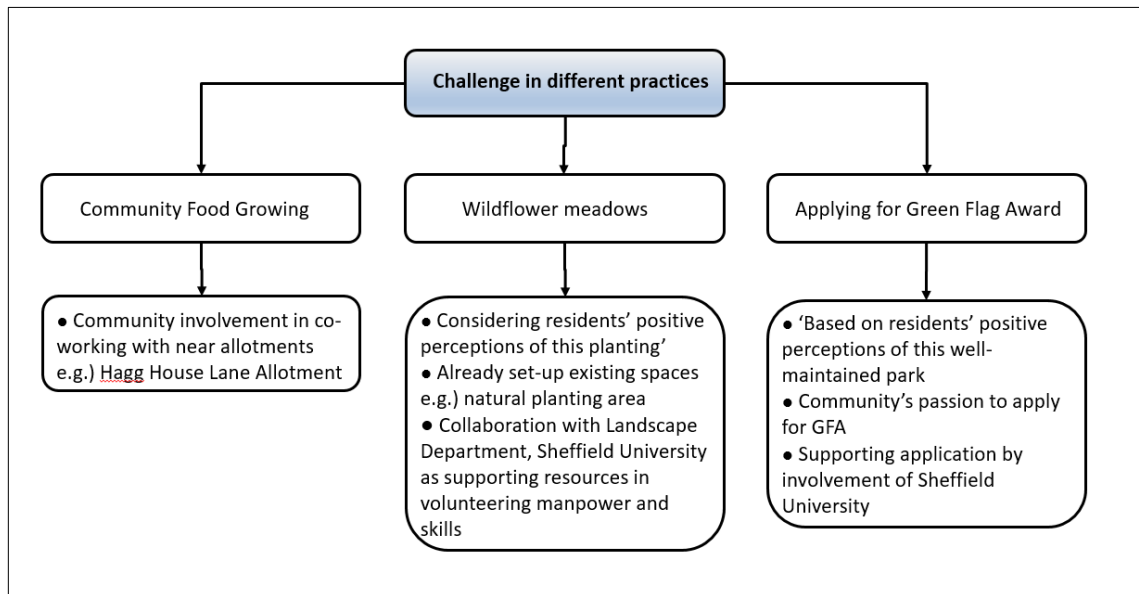 Challenge in different practices
Community Food Growing
Wildflower meadows
Applying for Green Flag Award
● Community involvement in co-
working with near allotments
e.g.) Hagg House Lane Allotment
● Considering residents’ positive
perceptions of this planting’
● Already set-up existing spaces
e.g.) natural planting area
● Collaboration with Landscape
Department, Sheffield University
as supporting resources in
volunteering manpower and
skills
● ‘Based on residents’ positive
perceptions of this well-
maintained park
● Community’s passion to apply
for GFA
● Supporting application by
involvement of Sheffield
University